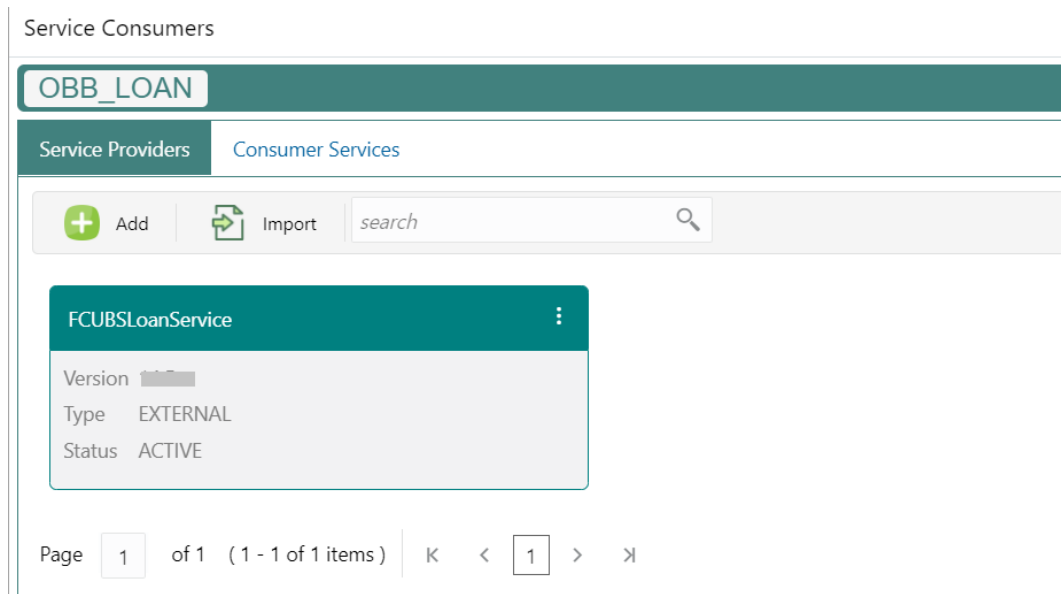 Service Consumers
OBB_LOAN
Service Providers Consumer Services
Add Import search
FCUBSLoanService
Version
Type EXTERNAL
Status ACTIVE
Page 1 of 1 (1 - 1 of 1 items) 1